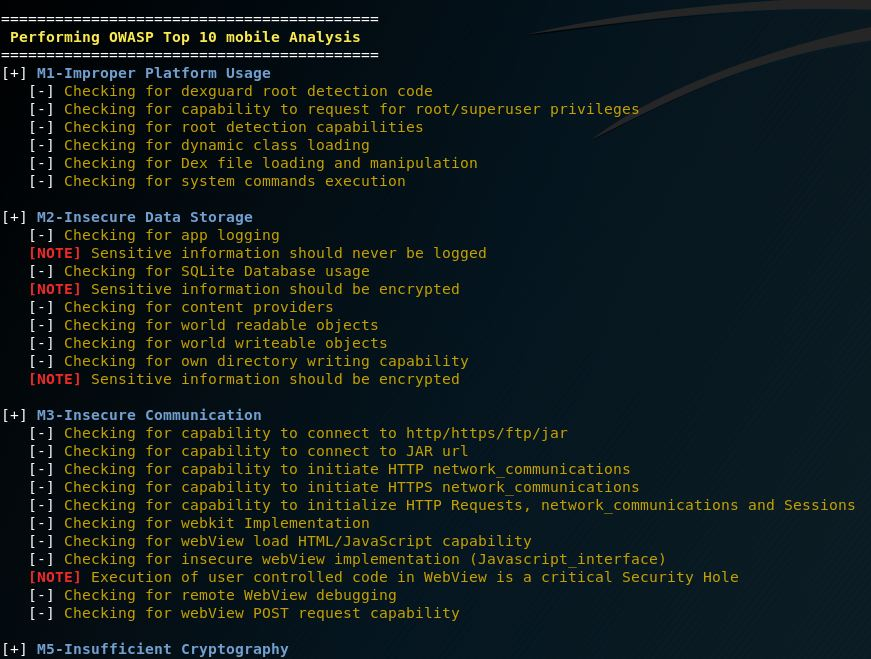 ==========================================
Performing OWASP Top 10 mobile Analysis
==========================================
[+] M1-Improper Platform Usage
[-] Checking for dexguard root detection code
[-] Checking for capability to request for root/superuser privileges
[-] Checking for root detection capabilities
[-] Checking for dynamic class loading
[-] Checking for Dex file loading and manipulation
[-] Checking for system commands execution
[+] M2-Insecure Data Storage
[-] Checking for app logging
[NOTE] Sensitive information should never be logged
[-] Checking for SQLite Database usage
[NOTE] Sensitive information should be encrypted
[-] Checking for content providers
[-] Checking for world readable objects
[-] Checking for world writeable objects
[-] Checking for own directory writing capability
[NOTE] Sensitive information should be encrypted
[+] M3-Insecure Communication
[-] Checking for capability to connect to http/https/ftp/jar
[-] Checking for capability to connect to JAR url
[-] Checking for capability to initiate HTTP network_communications
[-] Checking for capability to initiate HTTPS network_communications
[-] Checking for capability to initialize HTTP Requests, network_communications and Sessions
[-] Checking for webkit Implementation
[-] Checking for webView load HTML/JavaScript capability
[-] Checking for insecure webView implementation (Javascript_interface)
[NOTE] Execution of user controlled code in WebView is a critical Security Hole
[-] Checking for remote WebView debugging
[-] Checking for webView POST request capability
[+] M5-Insufficient Cryptography